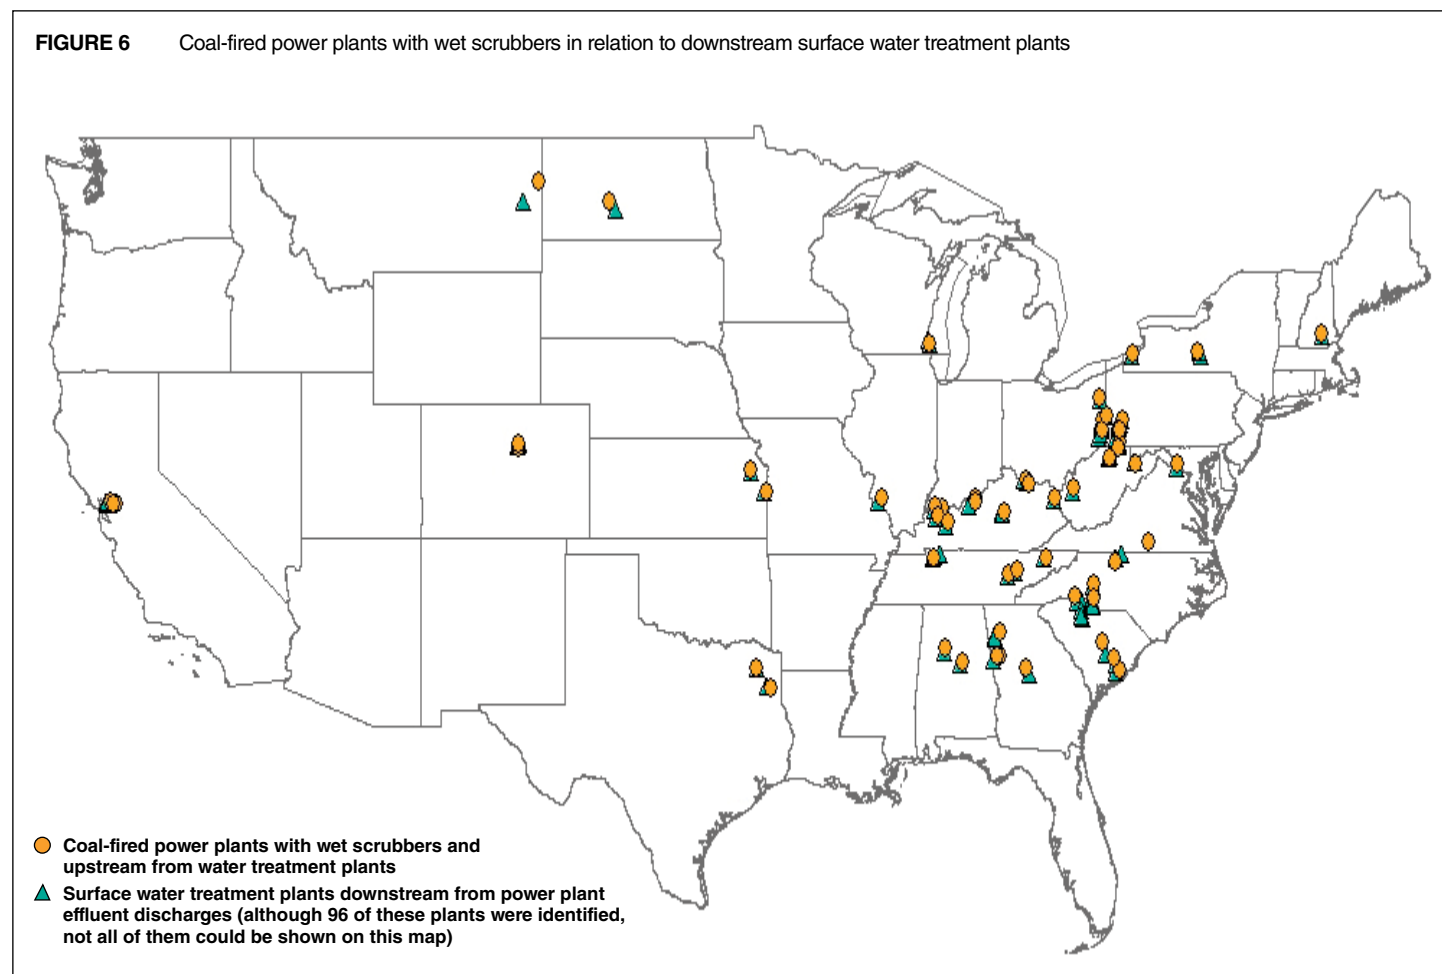 FIGURE 6 Coal-fired power plants with wet scrubbers in relation to downstream surface water treatment plants
Coal-fired power plants with wet scrubbers and
upstream from water treatment plants
Surface water treatment plants downstream from power plant
effluent discharges (although 96 of these plants were identified,
not all of them could be shown on this map)